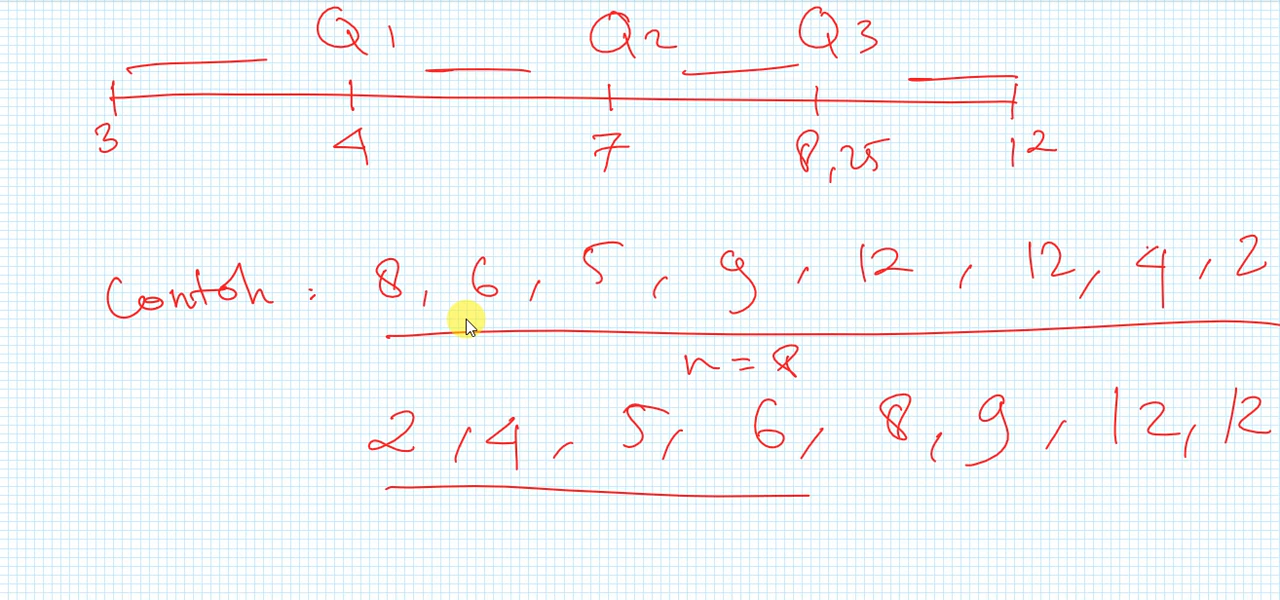 Q1 Q2 Q3
3 4 7 8,25 12
Contoh : 8, 6, 5, 9, 12, 12, 4, 2
n = 8
2, 4, 5, 6, 8, 9, 12, 12